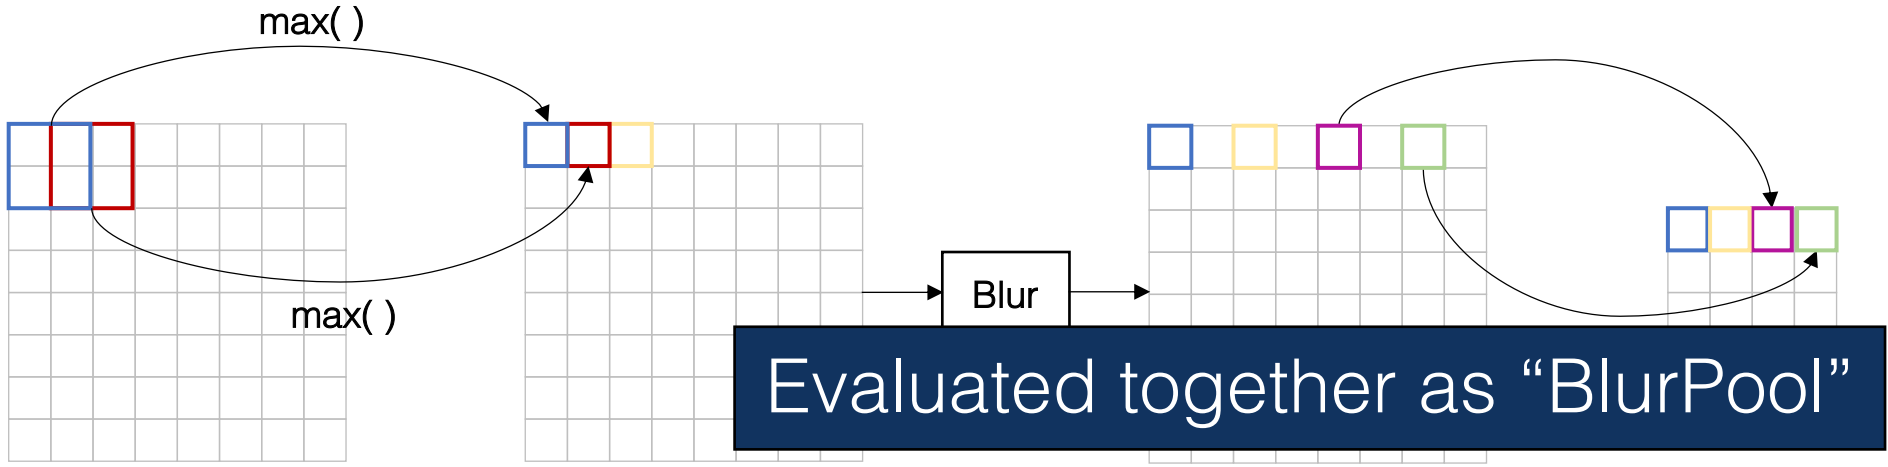 max( )
max( )
Blur
Evaluated together as “BlurPool”